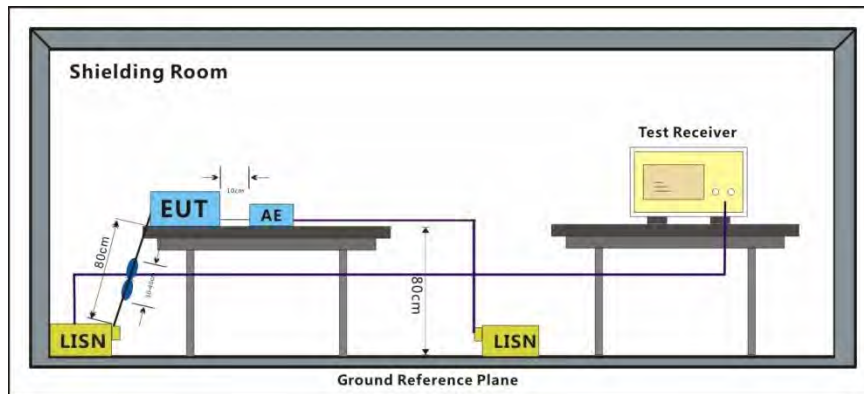 Shielding Room
Test Receiver
10cm
EUT
AE
80cm
80cm
LISN
LISN
Ground Reference Plane